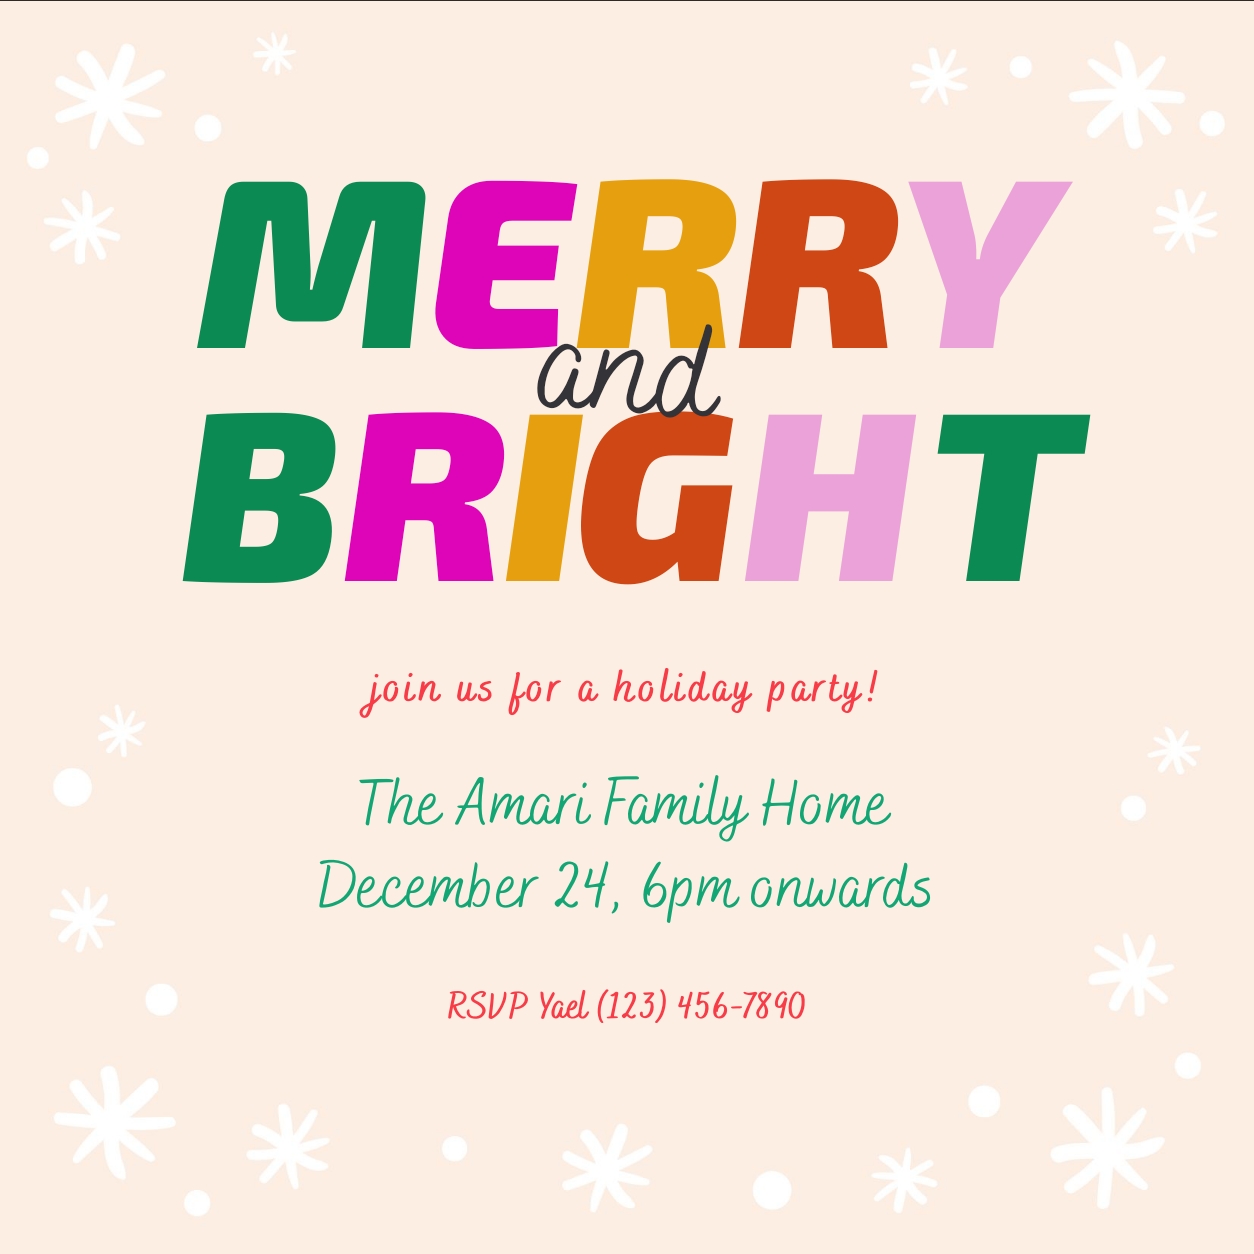 MERRY
and
BRIGHT
join us for a holiday party!
The Amari Family Home
December 24, 6pm onwards
RSVP Yael (123) 456-7890